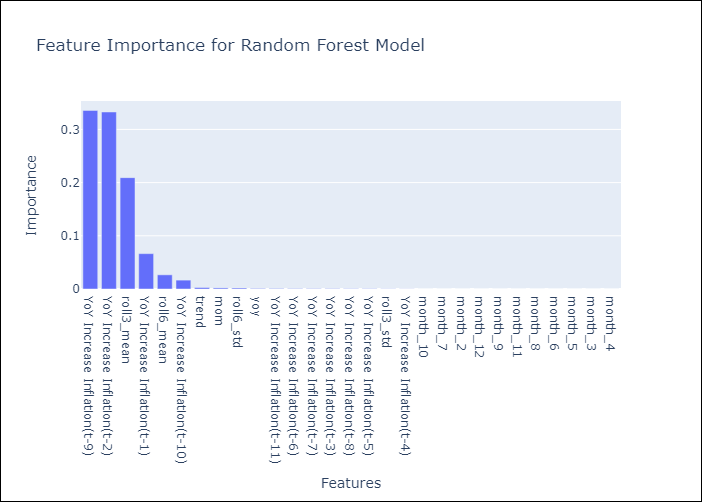 Feature Importance for Random Forest Model
Importance
0.3
0.2
0.1
0
YoY Increase Inflation(t-9)
YoY Increase Inflation(t-2)
roll3_mean
YoY Increase Inflation(t-1)
roll6_mean
YoY Increase Inflation(t-10)
trend
mom
roll6_std
yoy
YoY Increase Inflation(t-11)
YoY Increase Inflation(t-6)
YoY Increase Inflation(t-7)
YoY Increase Inflation(t-3)
YoY Increase Inflation(t-8)
YoY Increase Inflation(t-5)
roll3_std
YoY Increase Inflation(t-4)
month_10
month_7
month_2
month_12
month_9
month_11
month_8
month_6
month_5
month_3
month_4
Features